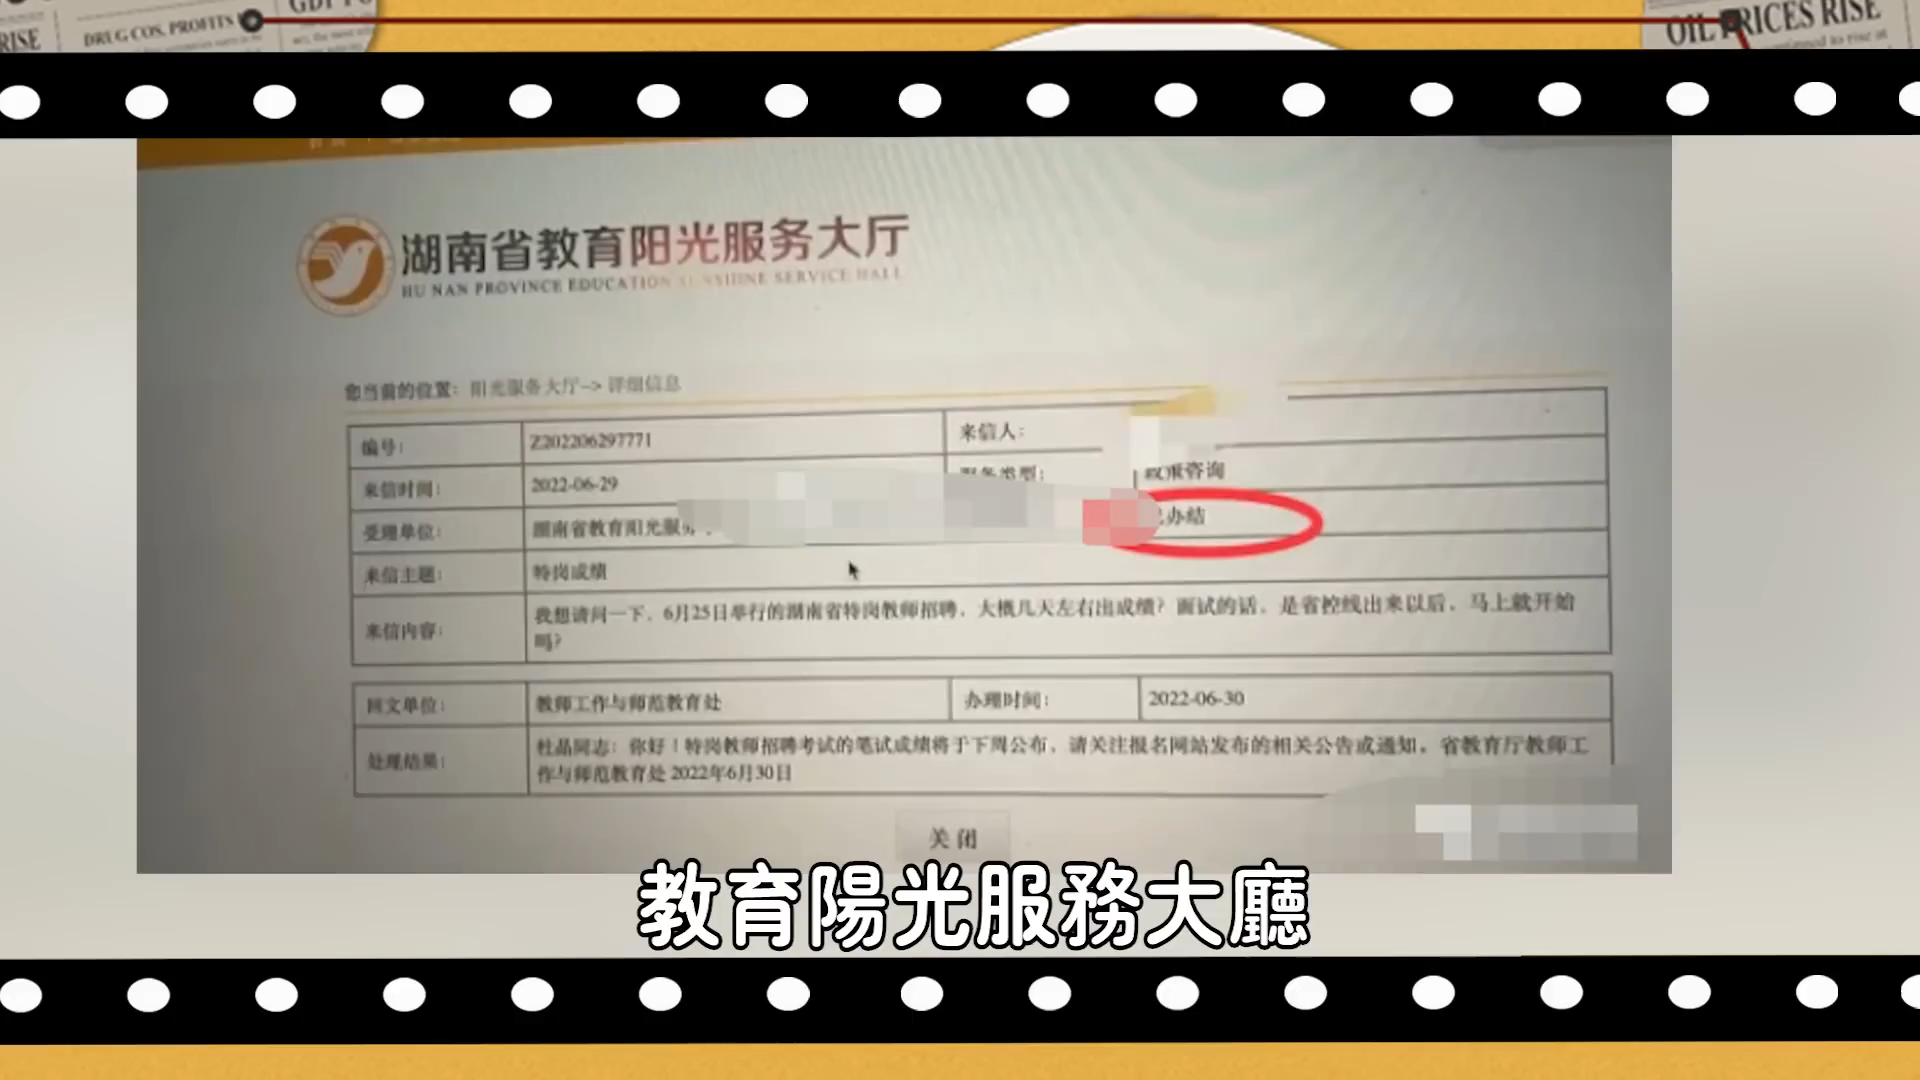 RISE
DRUG COS. PROFITS
OIL PRICES RISE
湖南省教育阳光服务大厅
HU NAN PROVINCE EDUCATION SUNSHINE SERVICE HALL
您当前的位置：阳光服务大厅-> 详细信息
编号： Z202206297771 来信人：
来信时间： 2022-06-29 服务类型： 政策咨询
受理单位： 湖南省教育阳光服务 已办结
来信主题： 特岗成绩
来信内容： 我想请问一下，6月25日举行的湖南省特岗教师招聘，大概几天左右出成绩？面试的话，是省控线出来以后，马上就开始
吗？
回文单位： 教师工作与师范教育处 办理时间： 2022-06-30
处理结果： 杜晶同志：你好！特岗教师招聘考试的笔试成绩将于下周公布，请关注报名网站发布的相关公告或通知。省教育厅教师工
作与师范教育处 2022年6月30日
关 闭
教育陽光服務大廳